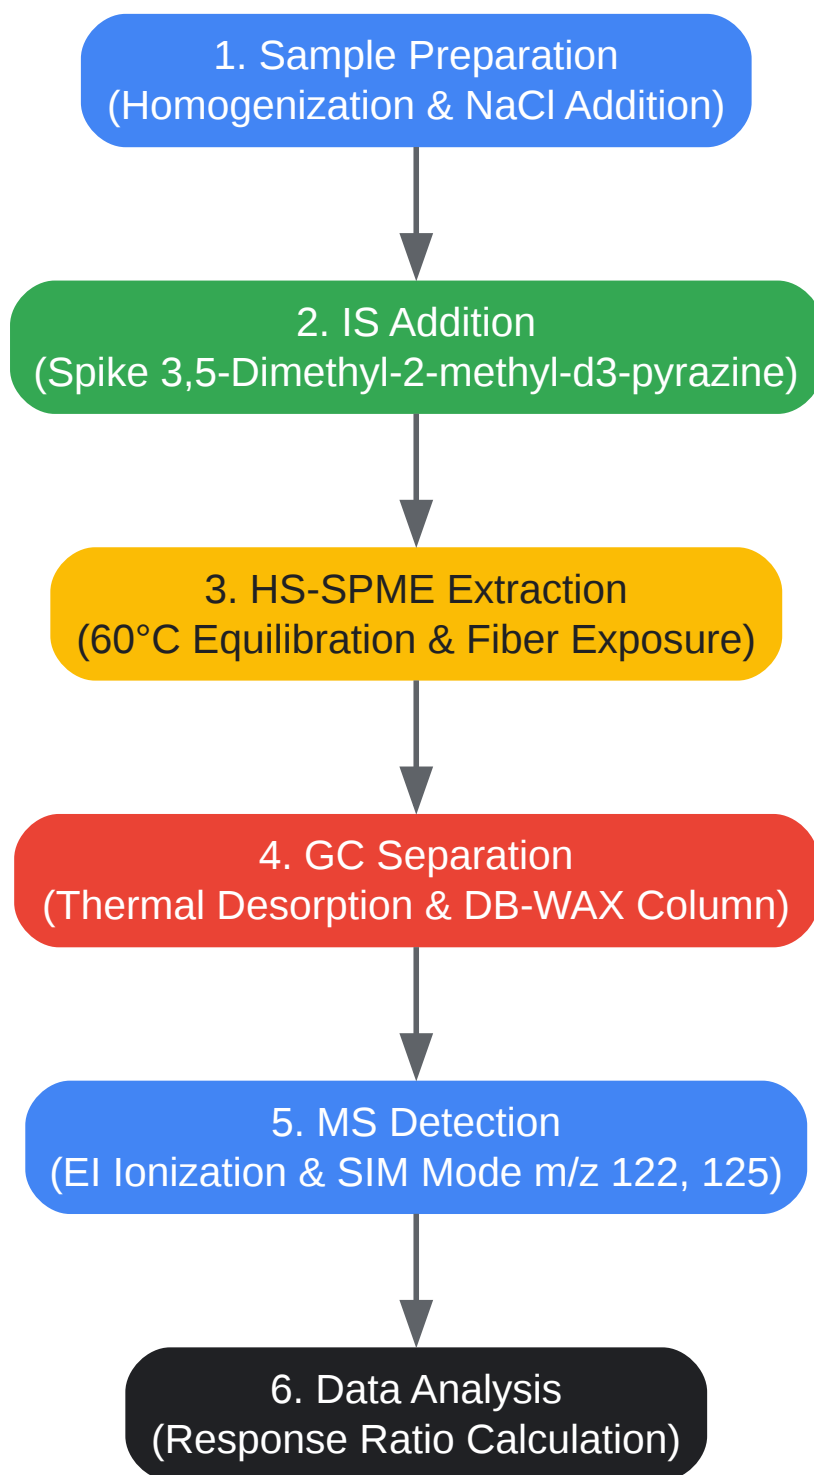 1. Sample Preparation
(Homogenization & NaCl Addition)
2. IS Addition
(Spike 3,5-Dimethyl-2-methyl-d3-pyrazine)
3. HS-SPME Extraction
(60°C Equilibration & Fiber Exposure)
4. GC Separation
(Thermal Desorption & DB-WAX Column)
5. MS Detection
(EI Ionization & SIM Mode m/z 122, 125)
6. Data Analysis
(Response Ratio Calculation)